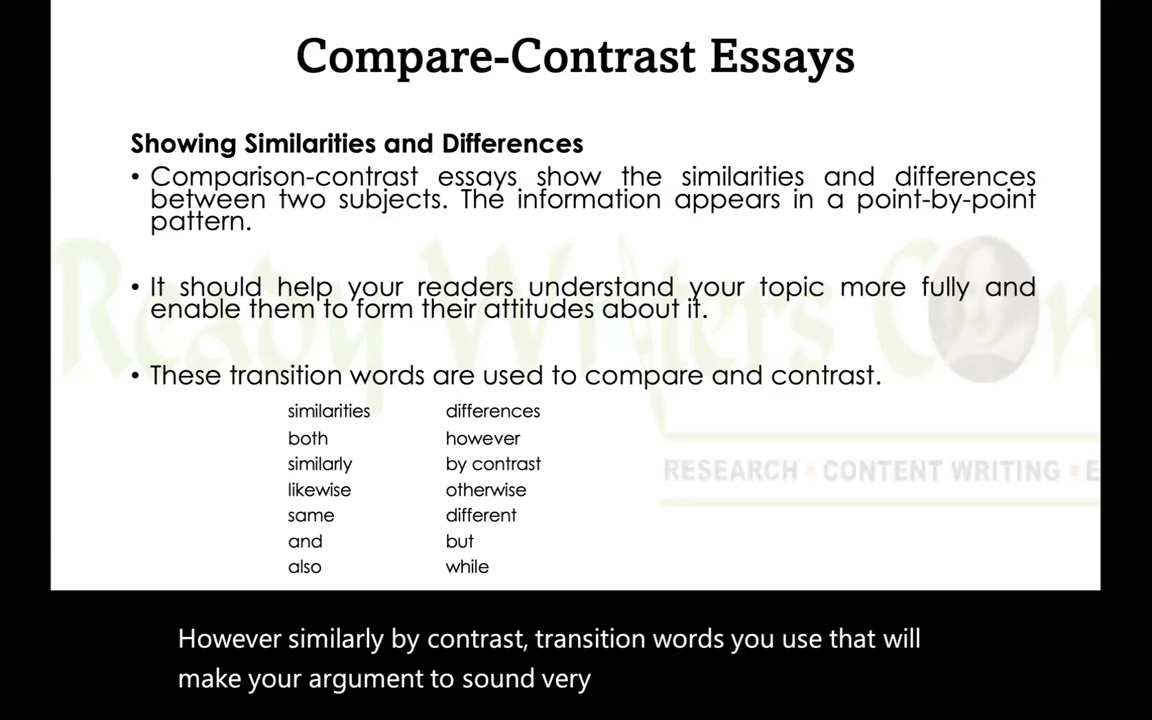 Compare-Contrast Essays
Showing Similarities and Differences
• Comparison-contrast essays show the similarities and differences
between two subjects. The information appears in a point-by-point
pattern.
• It should help your readers understand your topic more fully and
enable them to form their attitudes about it.
• These transition words are used to compare and contrast.
similarities differences
both however
similarly by contrast
likewise otherwise
same different
and but
also while
Ready Writers Con
RESEARCH • CONTENT WRITING • E
However similarly by contrast, transition words you use that will
make your argument to sound very